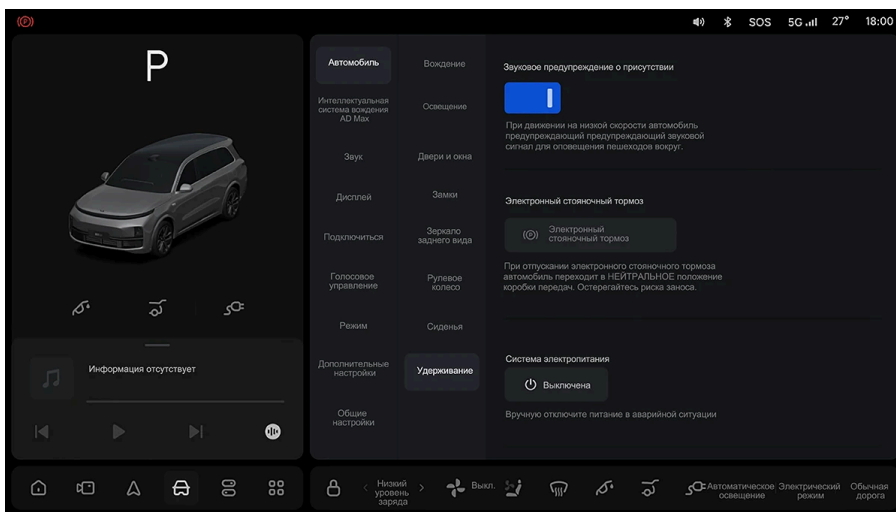 (P)
SOS
5G
27°
18:00
P
Информация отсутствует
Автомобиль
Интеллектуальная
система вождения
AD Max
Звук
Дисплей
Подключиться
Голосовое
управление
Режим
Дополнительные
настройки
Общие
настройки
Вождение
Освещение
Двери и окна
Замки
Зеркало
заднего вида
Рулевое
колесо
Сиденья
Удерживание
Звуковое предупреждение о присутствии
При движении на низкой скорости автомобиль
предупреждающий предупреждающий звуковой
сигнал для оповещения пешеходов вокруг.
Электронный стояночный тормоз
(P) Электронный
стояночный тормоз
При отпускании электронного стояночного тормоза
автомобиль переходит в НЕЙТРАЛЬНОЕ положение
коробки передач. Остерегайтесь риска заноса.
Система электропитания
Выключена
Вручную отключите питание в аварийной ситуации
Низкий
уровень
заряда
Выкл.
Автоматическое
освещение
Электрический
режим
Обычная
дорога